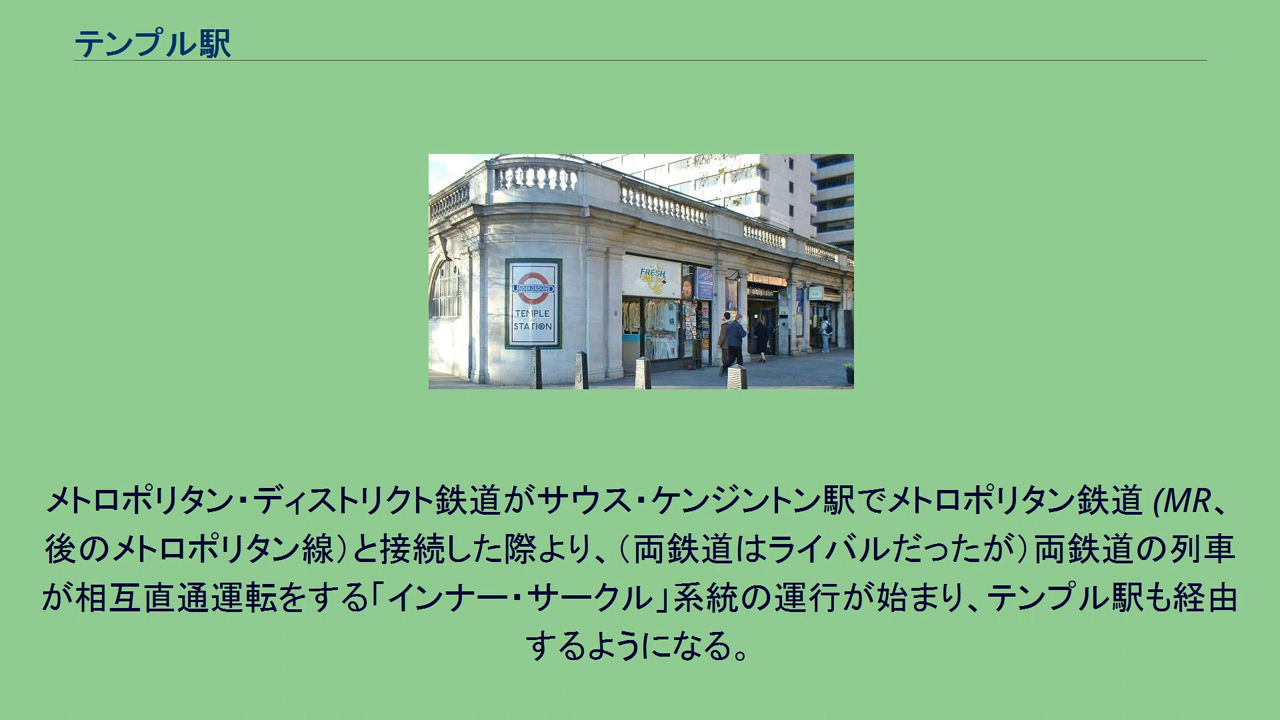 テンプル駅
FRESH
UNDERGROUND
TEMPLE
STATION
メトロポリタン・ディストリクト鉄道がサウス・ケンジントン駅でメトロポリタン鉄道 (MR、
後のメトロポリタン線）と接続した際より、（両鉄道はライバルだったが）両鉄道の列車
が相互直通運転をする「インナー・サークル」系統の運行が始まり、テンプル駅も経由
するようになる。